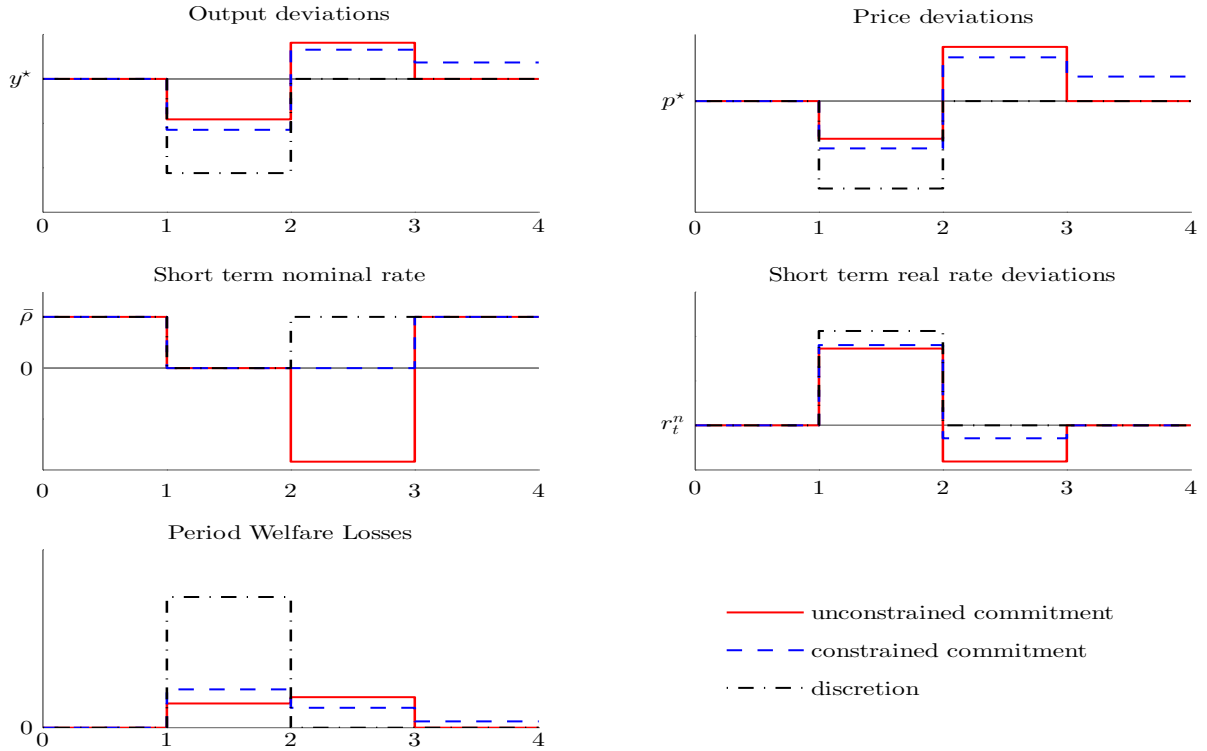 Output deviations
y⋆
0 1 2 3 4
Price deviations
p⋆
0 1 2 3 4
Short term nominal rate
ρ̄
0
0 1 2 3 4
Short term real rate deviations
rₜⁿ
0 1 2 3 4
Period Welfare Losses
0
0 1 2 3 4
unconstrained commitment
constrained commitment
discretion